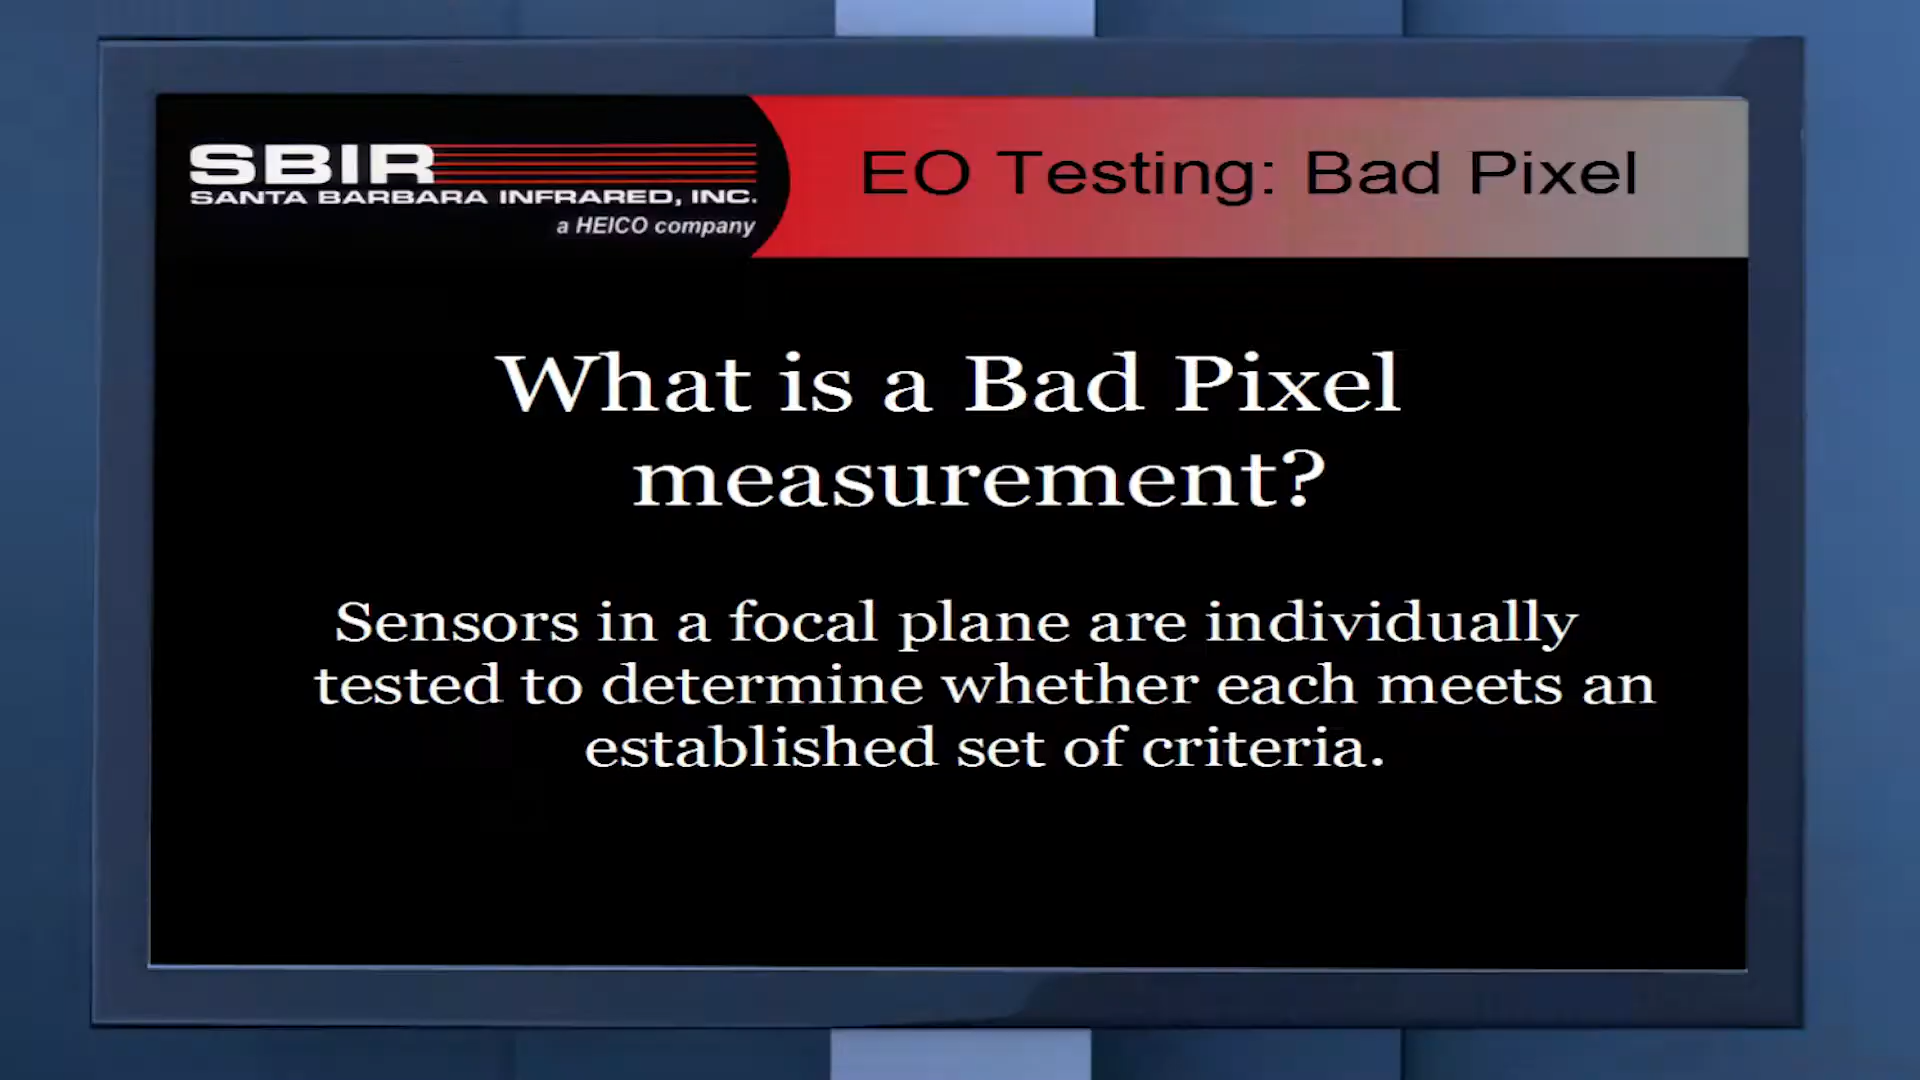 SBIR
SANTA BARBARA INFRARED, INC.
a HEICO company
EO Testing: Bad Pixel
What is a Bad Pixel
measurement?
Sensors in a focal plane are individually
tested to determine whether each meets an
established set of criteria.